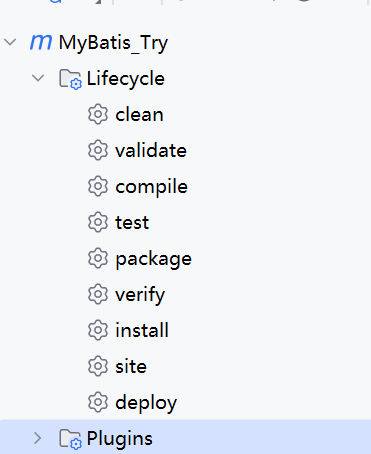 m MyBatis_Try
Lifecycle
clean
validate
compile
test
package
verify
install
site
deploy
Plugins